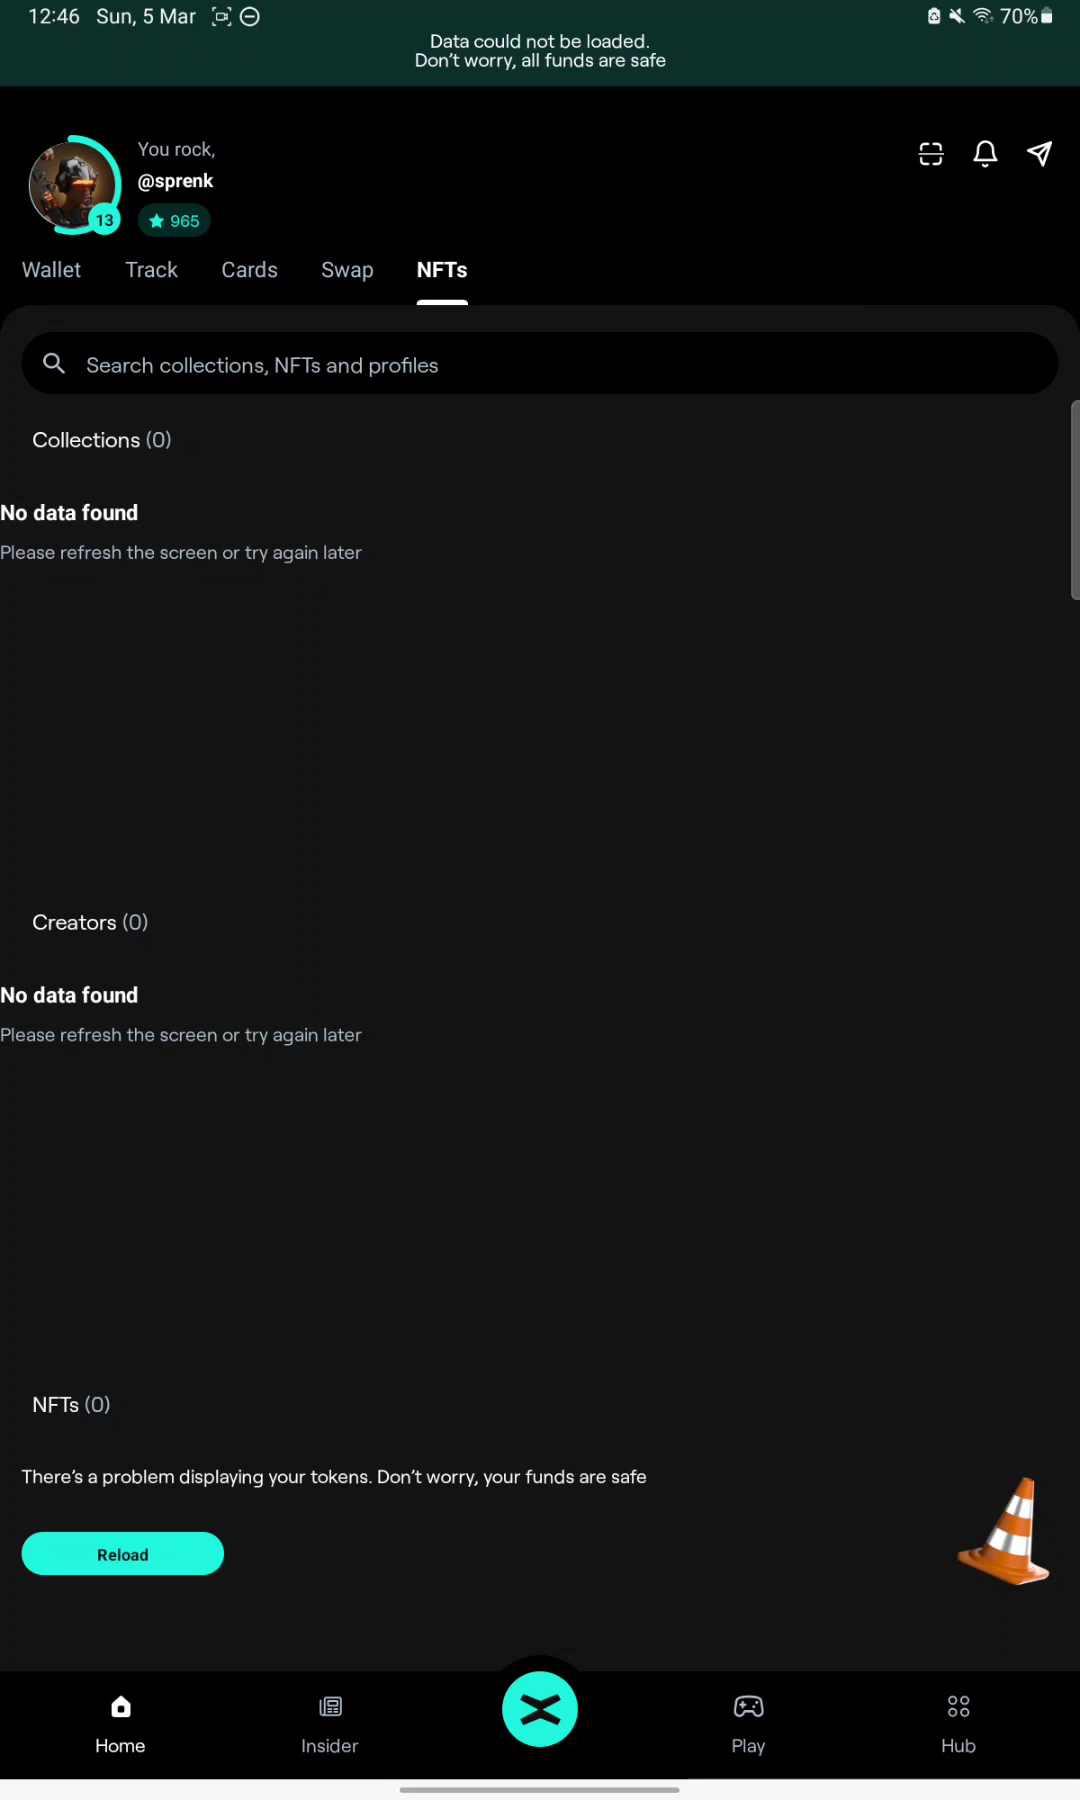 12:46 Sun, 5 Mar 70%
Data could not be loaded.
Don't worry, all funds are safe
You rock,
@sprenk
13
965
Wallet Track Cards Swap NFTs
Search collections, NFTs and profiles
Collections (0)
No data found
Please refresh the screen or try again later
Creators (0)
No data found
Please refresh the screen or try again later
NFTs (0)
There's a problem displaying your tokens. Don't worry, your funds are safe
Reload
Home Insider Play Hub